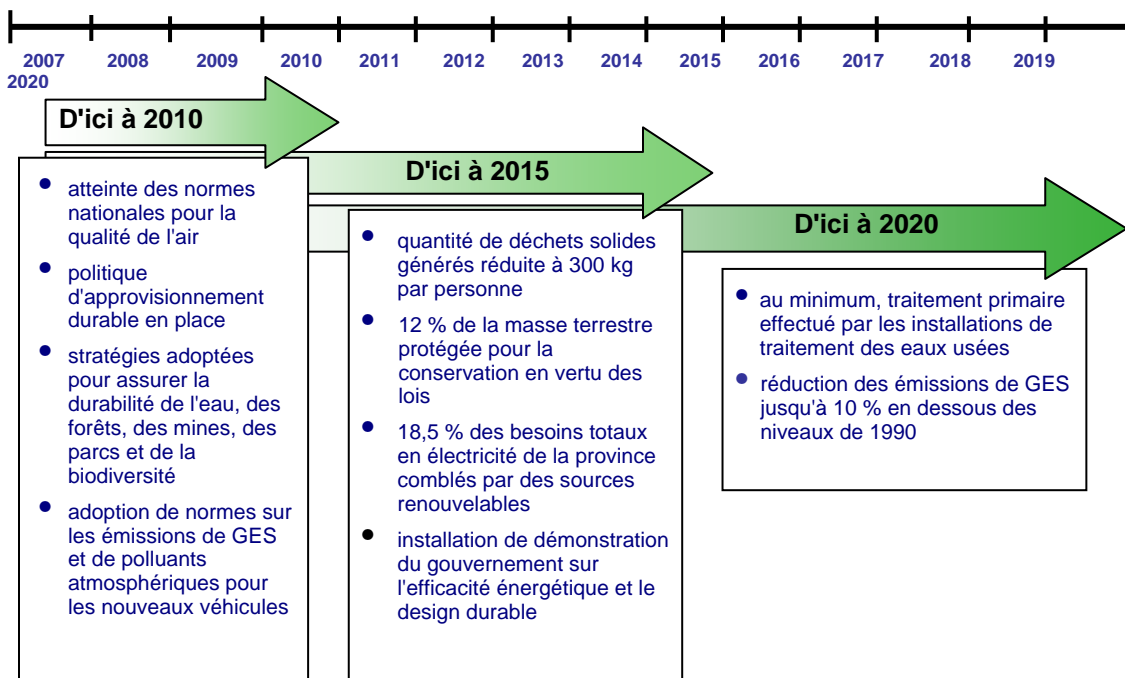 2007 2008 2009 2010 2011 2012 2013 2014 2015 2016 2017 2018 2019
2020
D'ici à 2010
• atteinte des normes
nationales pour la
qualité de l'air
• politique
d'approvisionnement
durable en place
• stratégies adoptées
pour assurer la
durabilité de l'eau, des
forêts, des mines, des
parcs et de la
biodiversité
• adoption de normes sur
les émissions de GES
et de polluants
atmosphériques pour
les nouveaux véhicules
D'ici à 2015
• quantité de déchets solides
générés réduite à 300 kg
par personne
• 12 % de la masse terrestre
protégée pour la
conservation en vertu des
lois
• 18,5 % des besoins totaux
en électricité de la province
comblés par des sources
renouvelables
• installation de démonstration
du gouvernement sur
l'efficacité énergétique et le
design durable
D'ici à 2020
• au minimum, traitement primaire
effectué par les installations de
traitement des eaux usées
• réduction des émissions de GES
jusqu'à 10 % en dessous des
niveaux de 1990